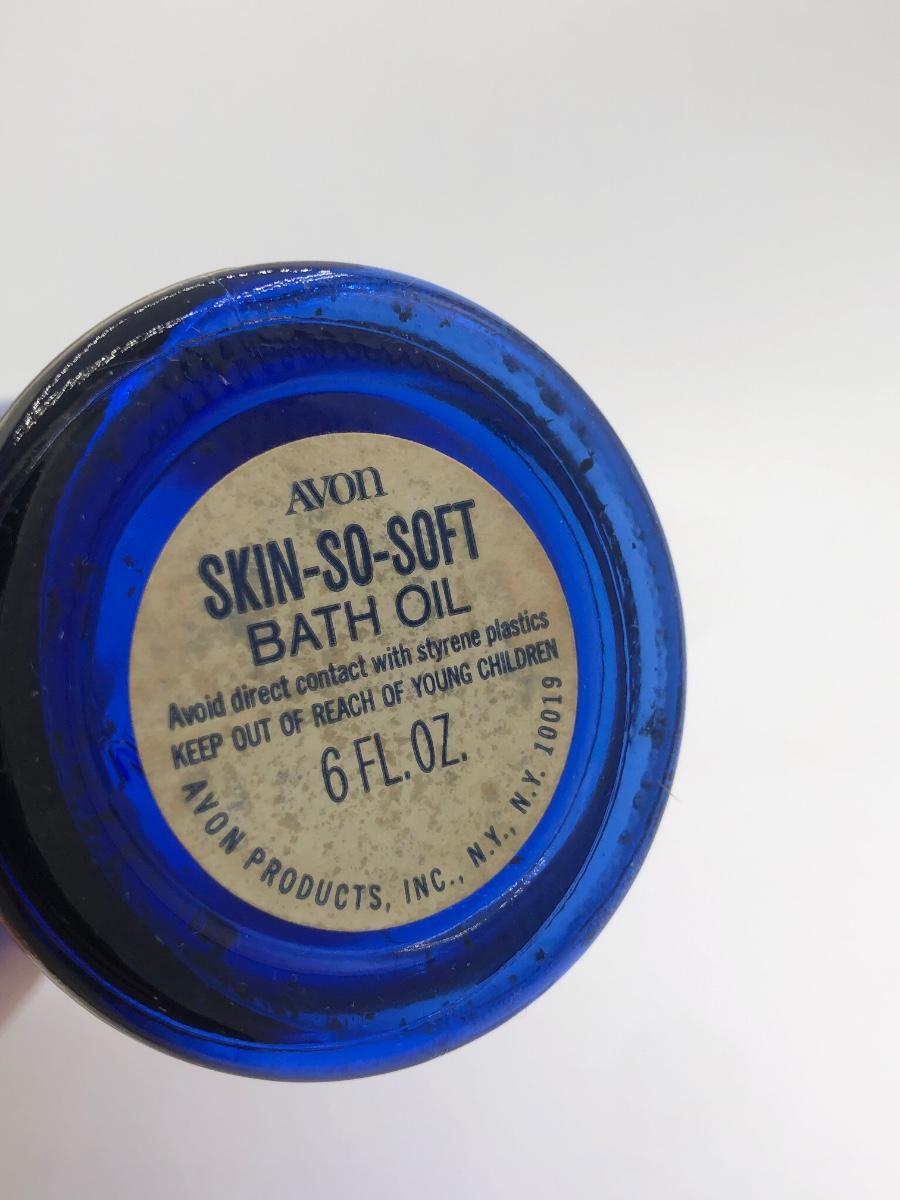 AVON
SKIN-SO-SOFT
BATH OIL
Avoid direct contact with styrene plastics
KEEP OUT OF REACH OF YOUNG CHILDREN
6 FL. OZ.
AVON PRODUCTS, INC., N.Y., N.Y. 10019